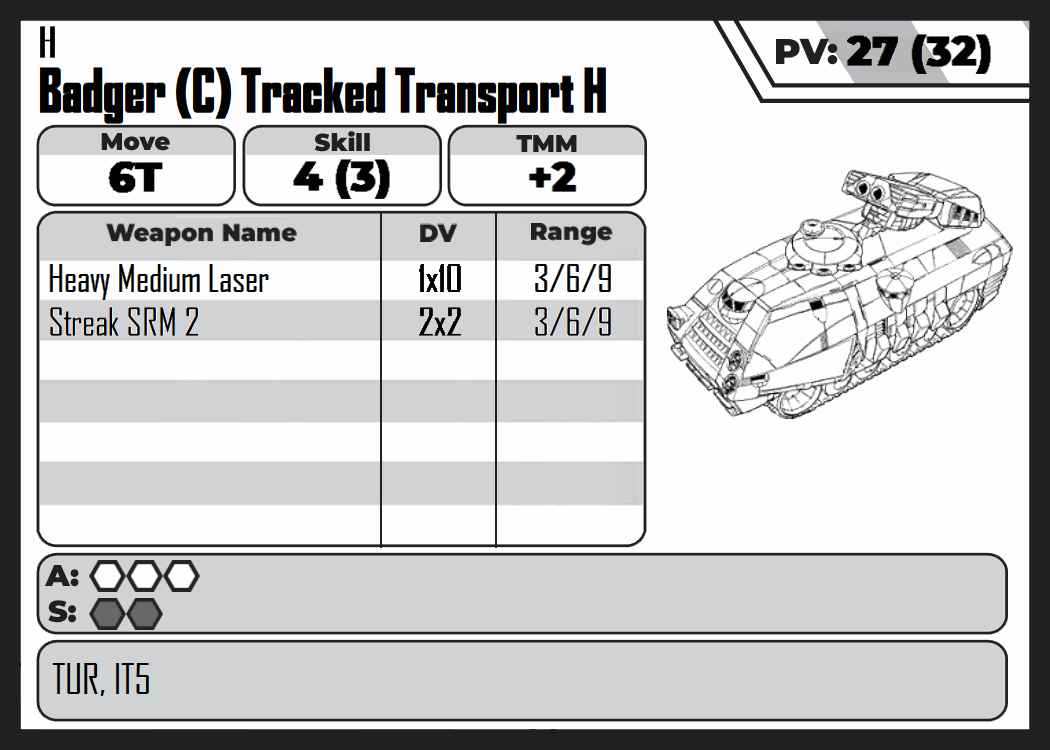 H
PV: 27 (32)
Badger (C) Tracked Transport H
Move Skill TMM
6T 4 (3) +2
Weapon Name DV Range
Heavy Medium Laser 1x10 3/6/9
Streak SRM 2 2x2 3/6/9
A:
S:
TUR, IT5